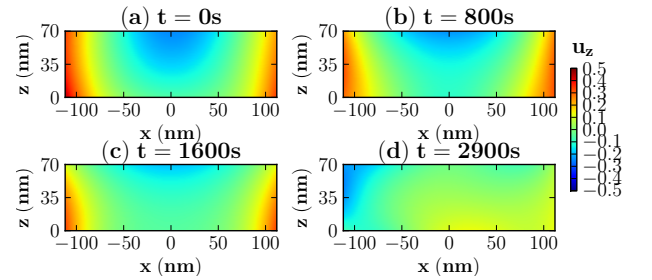 (a) t = 0s
(b) t = 800s
70
35
0
z (nm)
−100 −50 0 50 100
x (nm)
70
35
0
z (nm)
−100 −50 0 50 100
x (nm)
u_z
0.5
0.4
0.3
0.2
0.1
0.0
−0.1
−0.2
−0.3
−0.4
−0.5
(c) t = 1600s
(d) t = 2900s
70
35
0
z (nm)
−100 −50 0 50 100
x (nm)
70
35
0
z (nm)
−100 −50 0 50 100
x (nm)